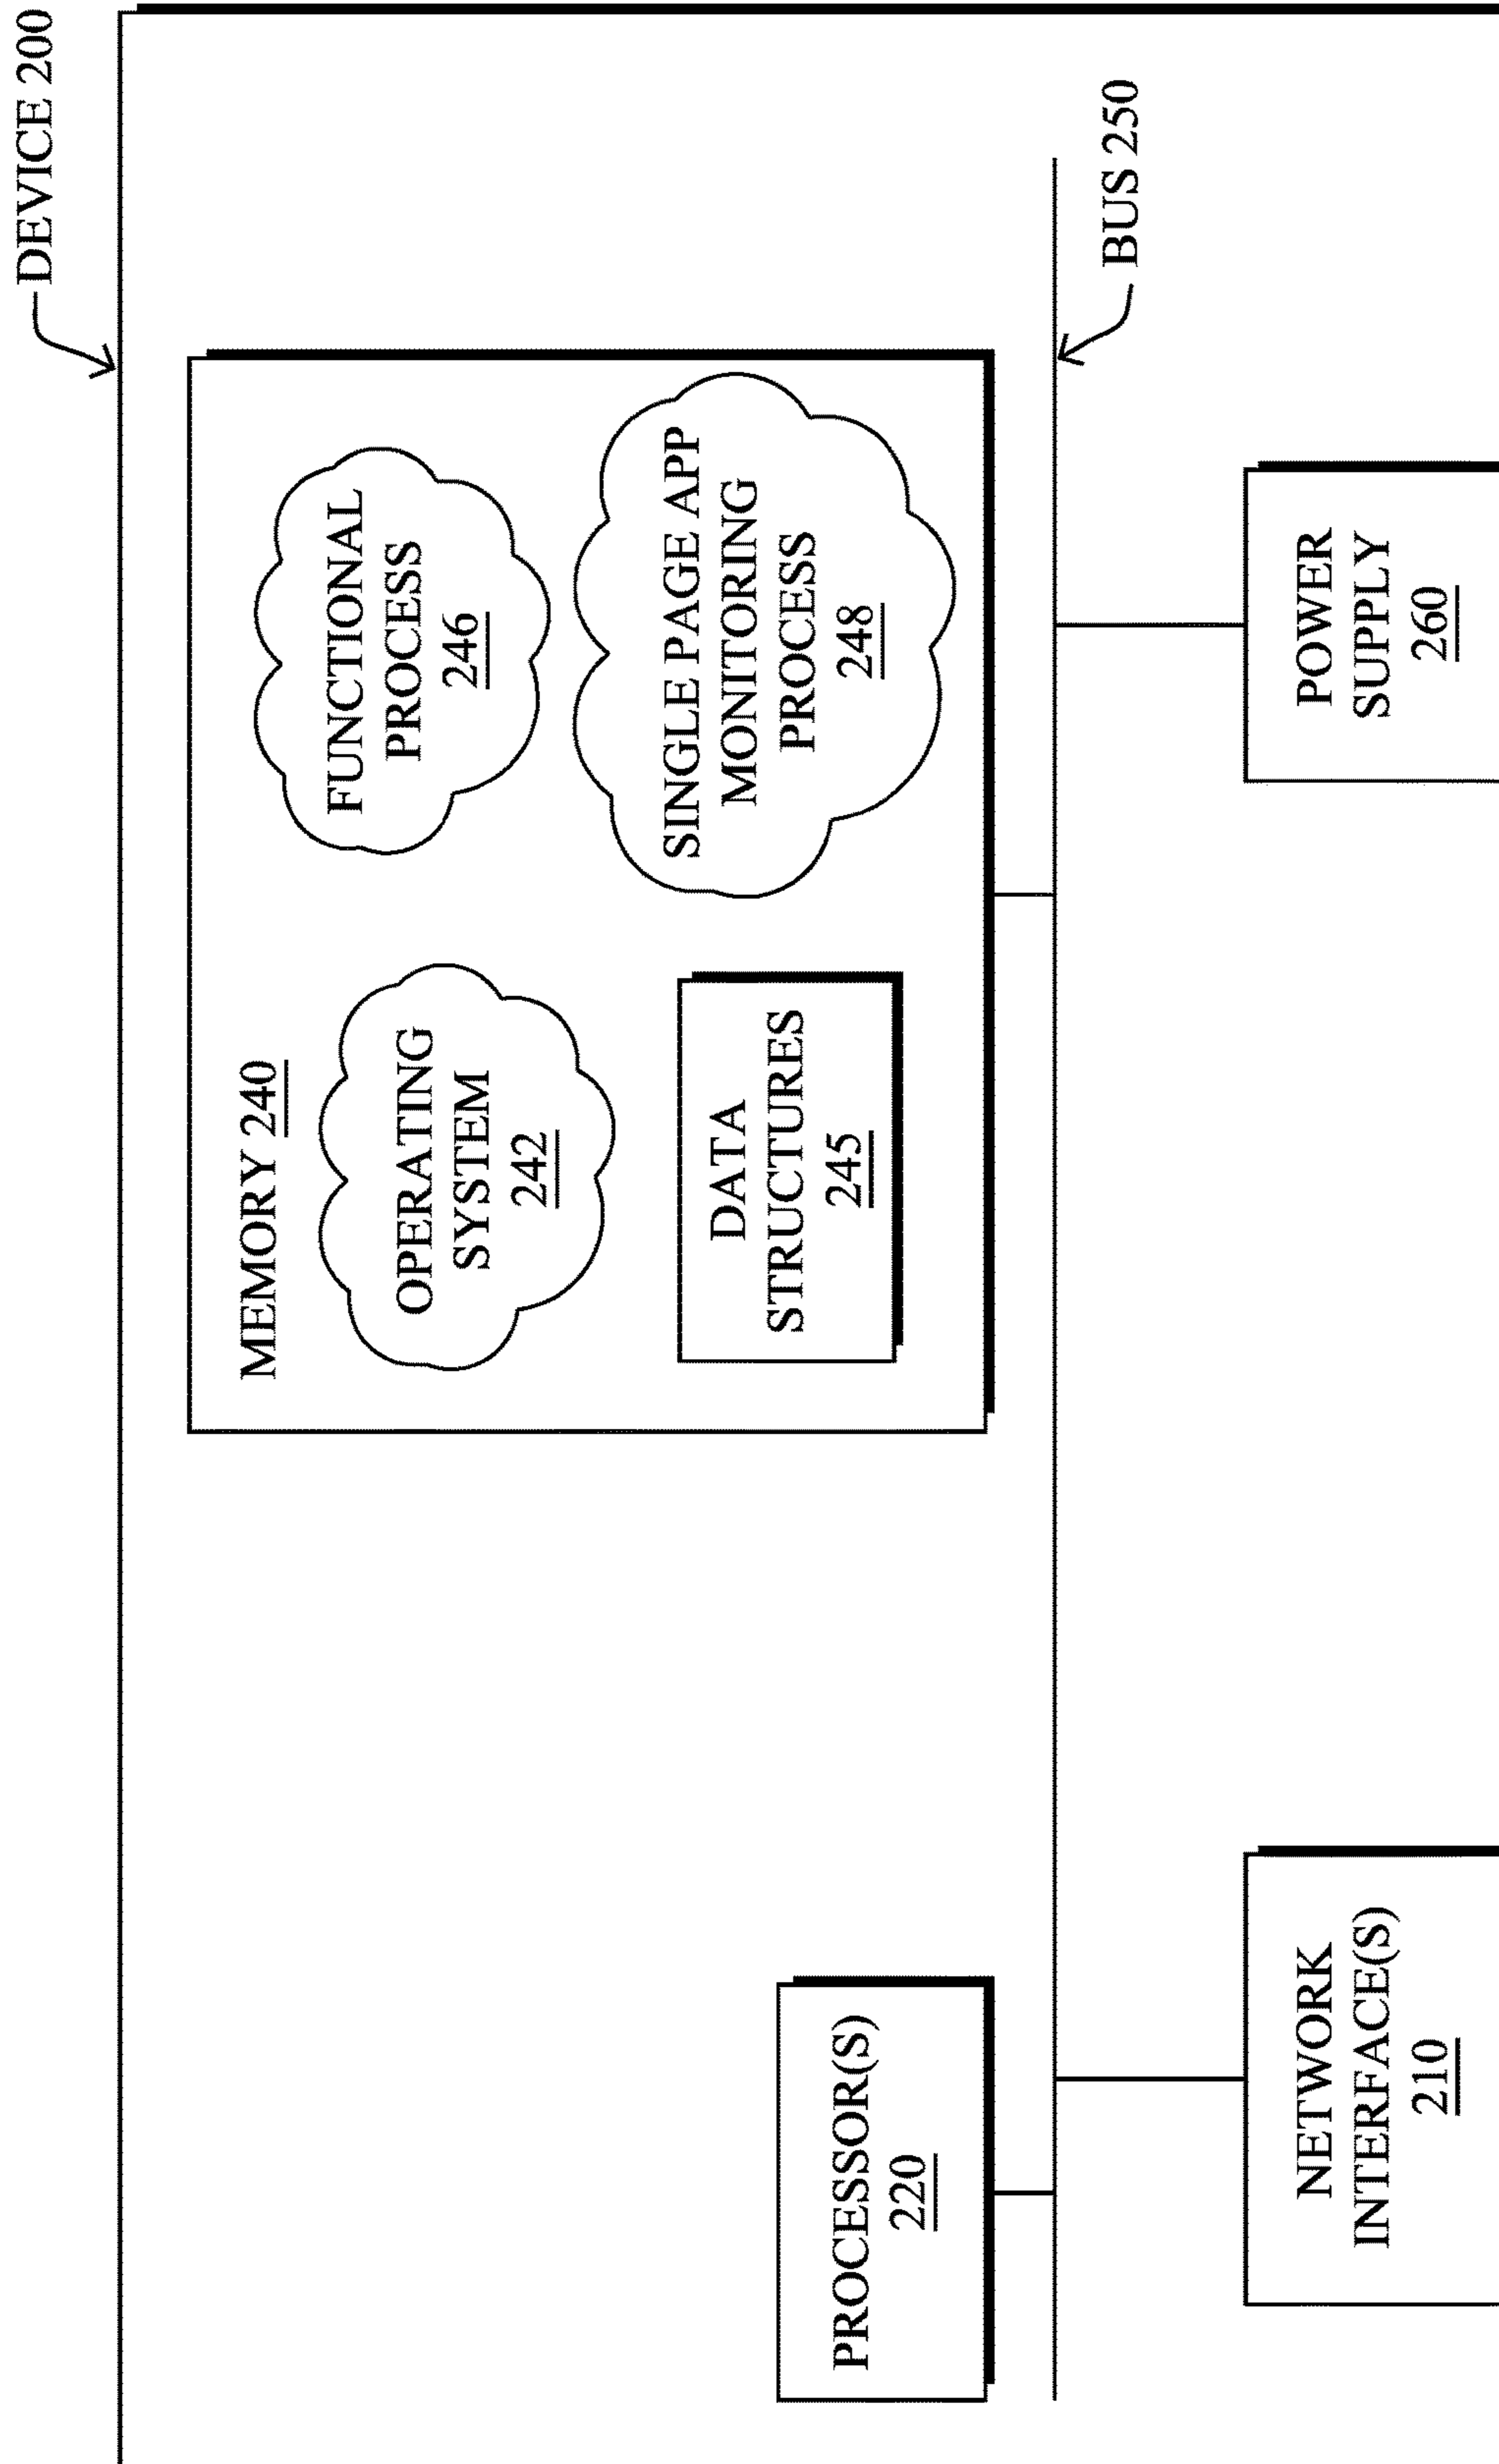 DEVICE 200
MEMORY 240
OPERATING
SYSTEM
242
FUNCTIONAL
PROCESS
246
DATA
STRUCTURES
245
SINGLE PAGE APP
MONITORING
PROCESS
248
PROCESSOR(S)
220
BUS 250
NETWORK
INTERFACE(S)
210
POWER
SUPPLY
260